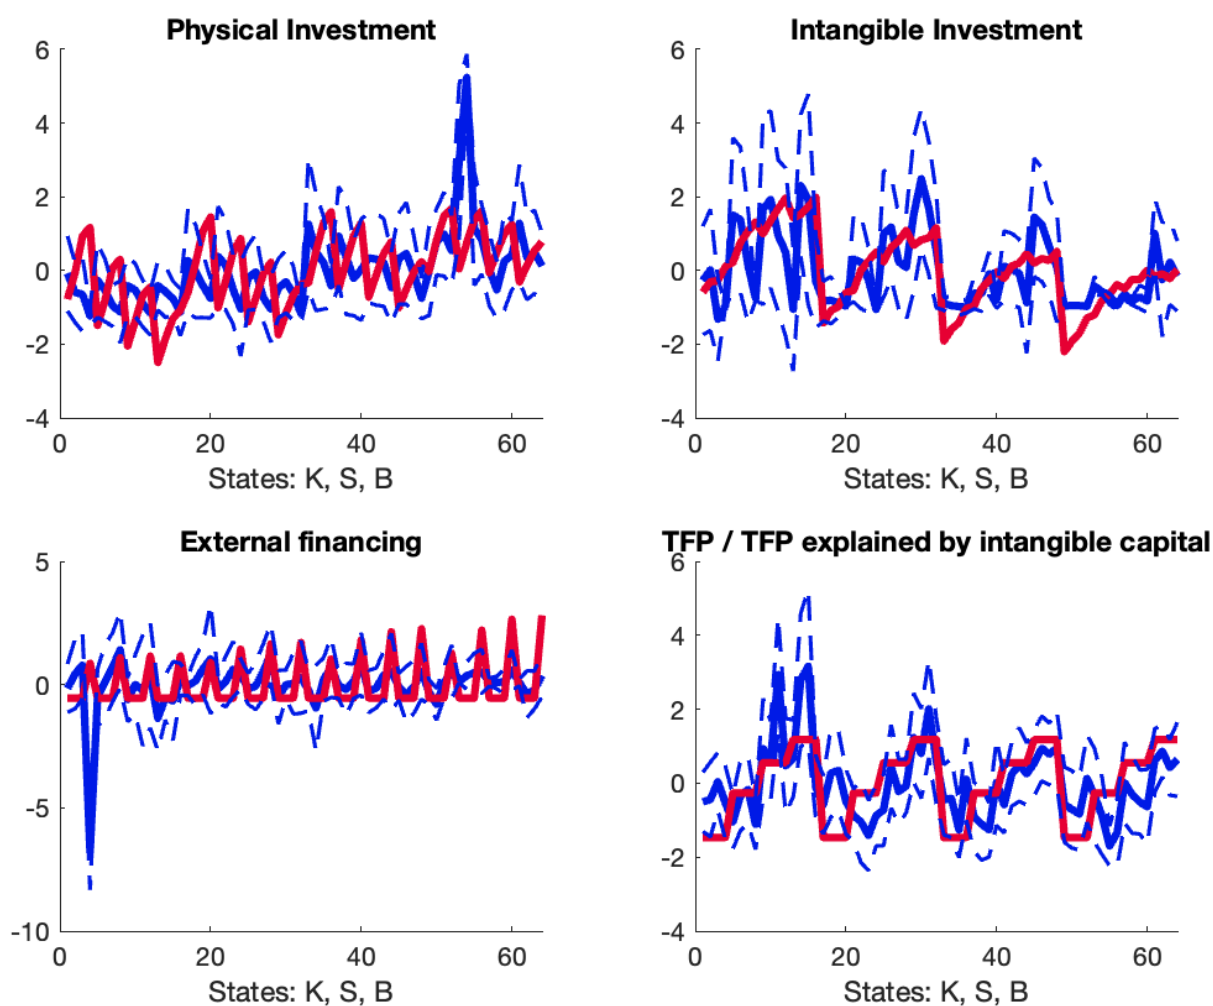 Physical Investment
6
4
2
0
-2
-4
0 20 40 60
States: K, S, B
Intangible Investment
6
4
2
0
-2
-4
0 20 40 60
States: K, S, B
External financing
5
0
-5
-10
0 20 40 60
States: K, S, B
TFP / TFP explained by intangible capital
6
4
2
0
-2
-4
0 20 40 60
States: K, S, B